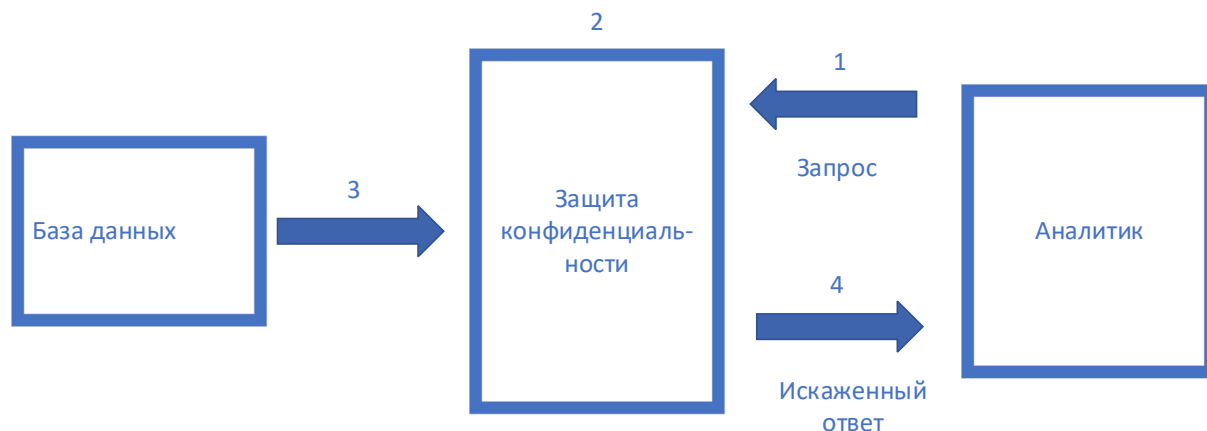 2
1
Запрос
3
База данных
Защита
конфиденциаль-
ности
Аналитик
4
Искаженный
ответ